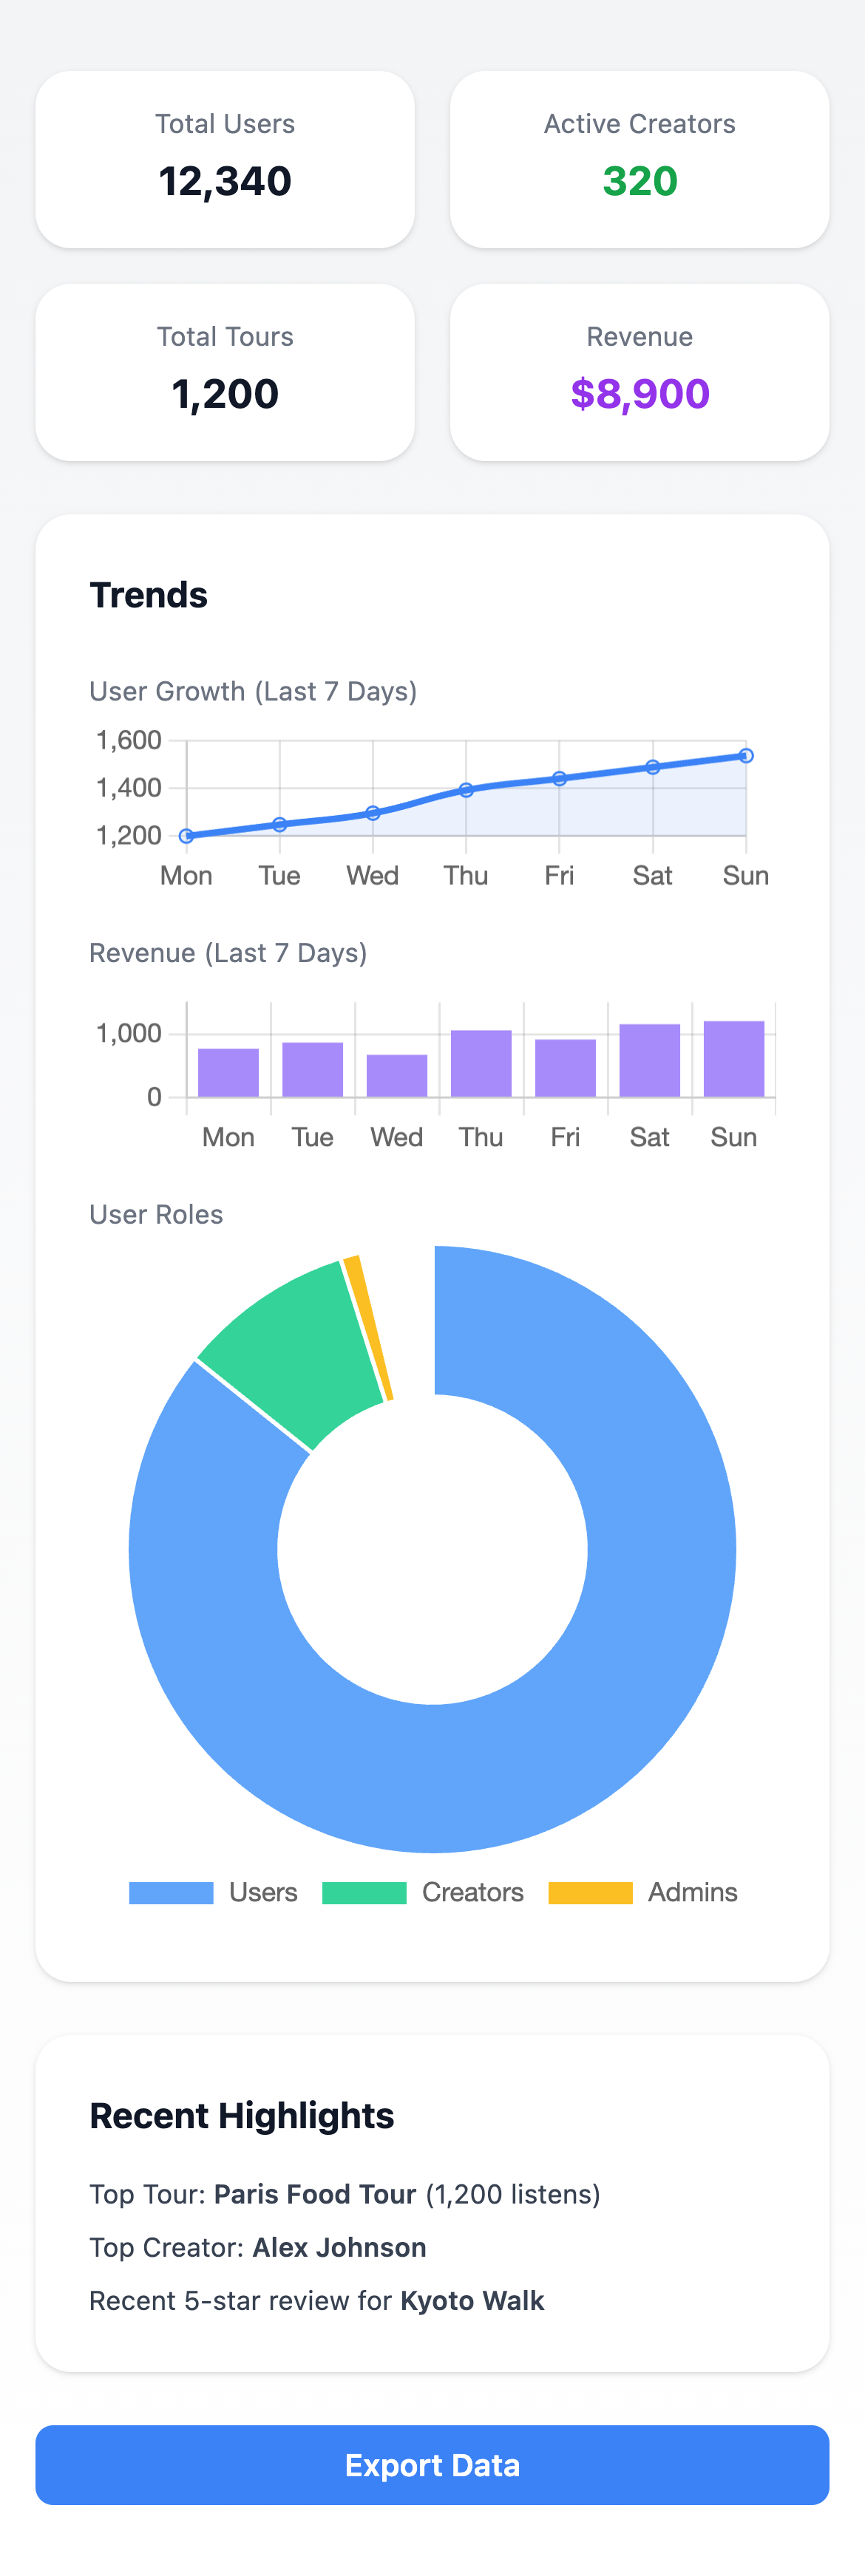 Total Users
12,340
Active Creators
320
Total Tours
1,200
Revenue
$8,900
Trends
User Growth (Last 7 Days)
1,600
1,400
1,200
Mon Tue Wed Thu Fri Sat Sun
Revenue (Last 7 Days)
1,000
0
Mon Tue Wed Thu Fri Sat Sun
User Roles
Users Creators Admins
Recent Highlights
Top Tour: Paris Food Tour (1,200 listens)
Top Creator: Alex Johnson
Recent 5-star review for Kyoto Walk
Export Data